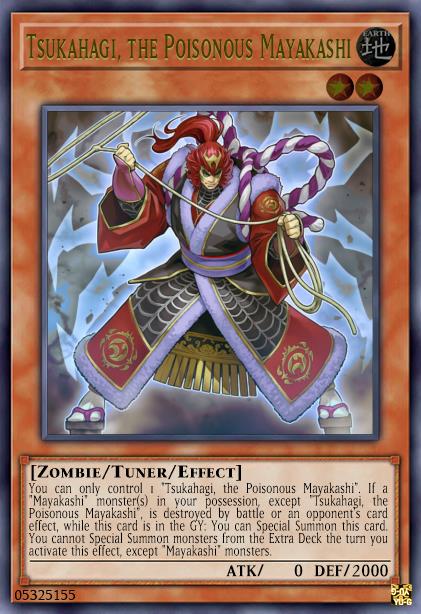 TSUKAHAGI, THE POISONOUS MAYAKASHI
EARTH
地
[ZOMBIE/TUNER/EFFECT]
You can only control 1 "Tsukahagi, the Poisonous Mayakashi". If a
"Mayakashi" monster(s) in your possession, except "Tsukahagi, the
Poisonous Mayakashi", is destroyed by battle or an opponent's card
effect, while this card is in the GY: You can Special Summon this card.
You cannot Special Summon monsters from the Extra Deck the turn you
activate this effect, except "Mayakashi" monsters.
ATK/ 0 DEF/2000
05325155